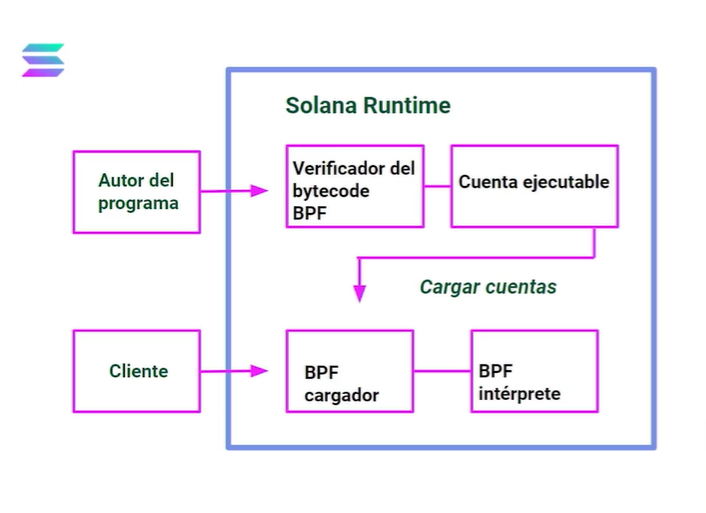 Solana Runtime
Autor del
programa
Verificador del
bytecode
BPF
Cuenta ejecutable
Cargar cuentas
Cliente
BPF
cargador
BPF
intérprete